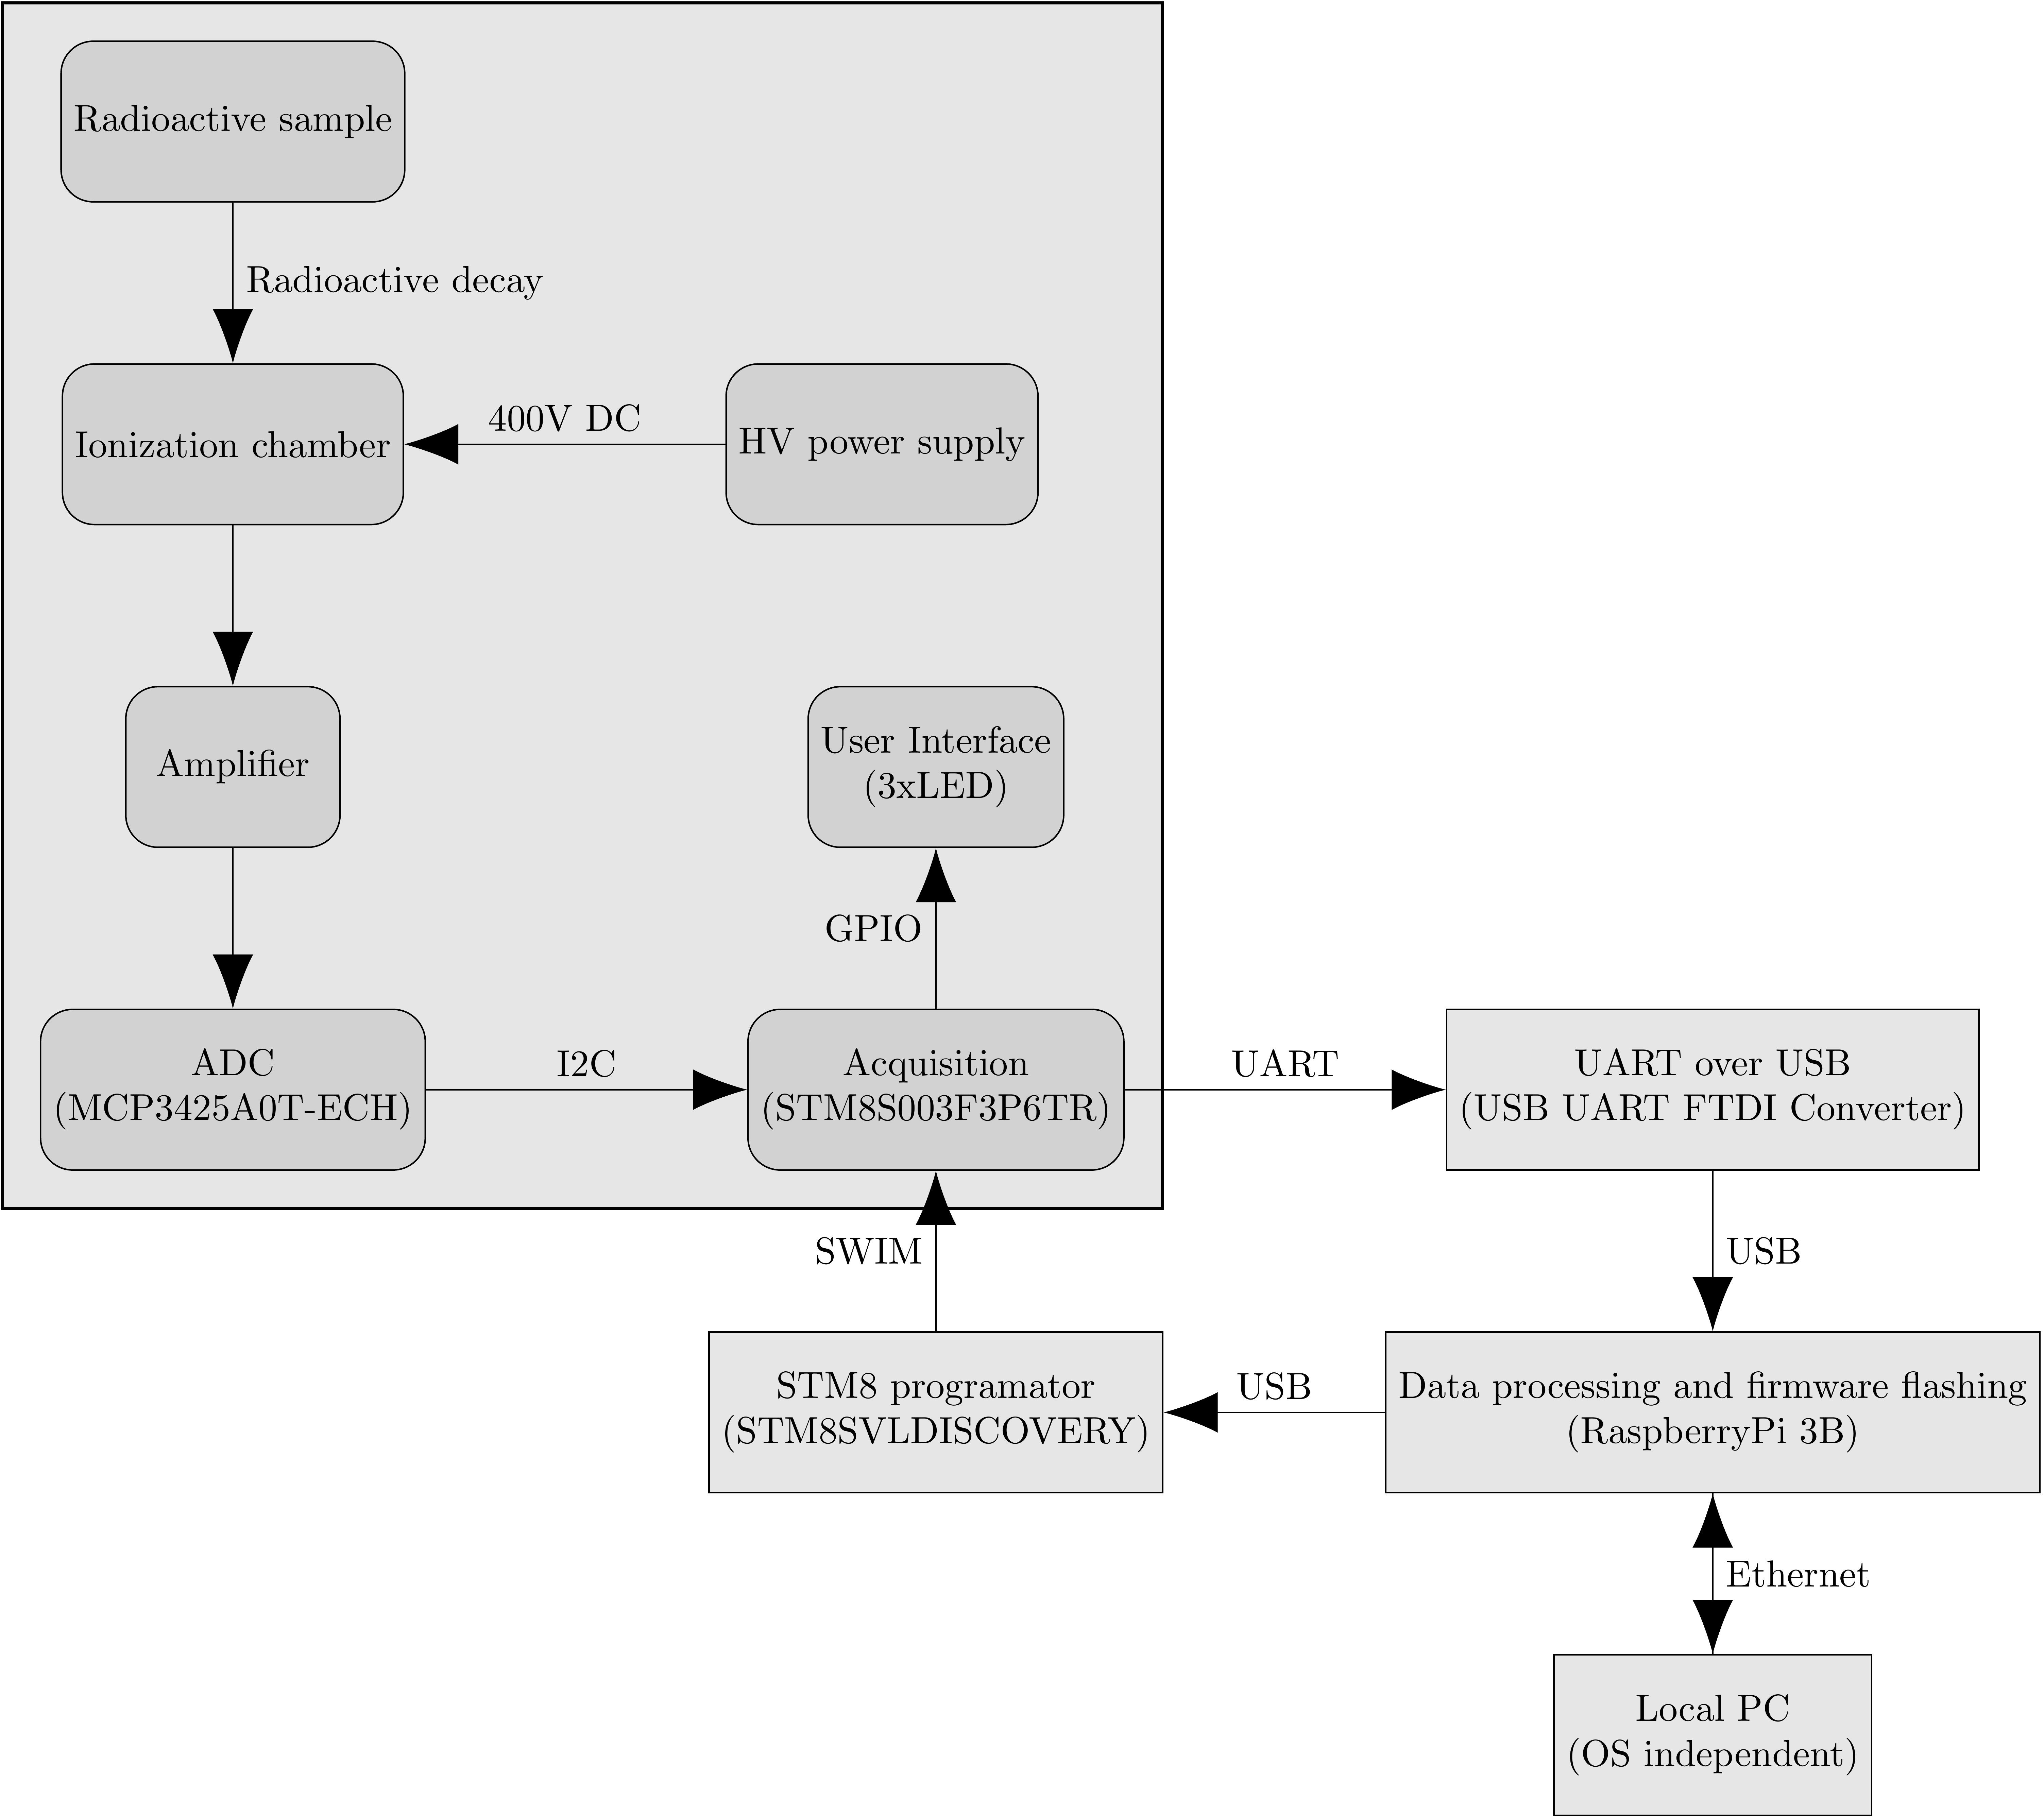 Radioactive sample
Radioactive decay
400V DC
Ionization chamber
HV power supply
Amplifier
User Interface
(3xLED)
GPIO
ADC
(MCP3425A0T-ECH)
I2C
Acquisition
(STM8S003F3P6TR)
UART
UART over USB
(USB UART FTDI Converter)
SWIM
USB
STM8 programator
(STM8SVLDISCOVERY)
USB
Data processing and firmware flashing
(RaspberryPi 3B)
Ethernet
Local PC
(OS independent)